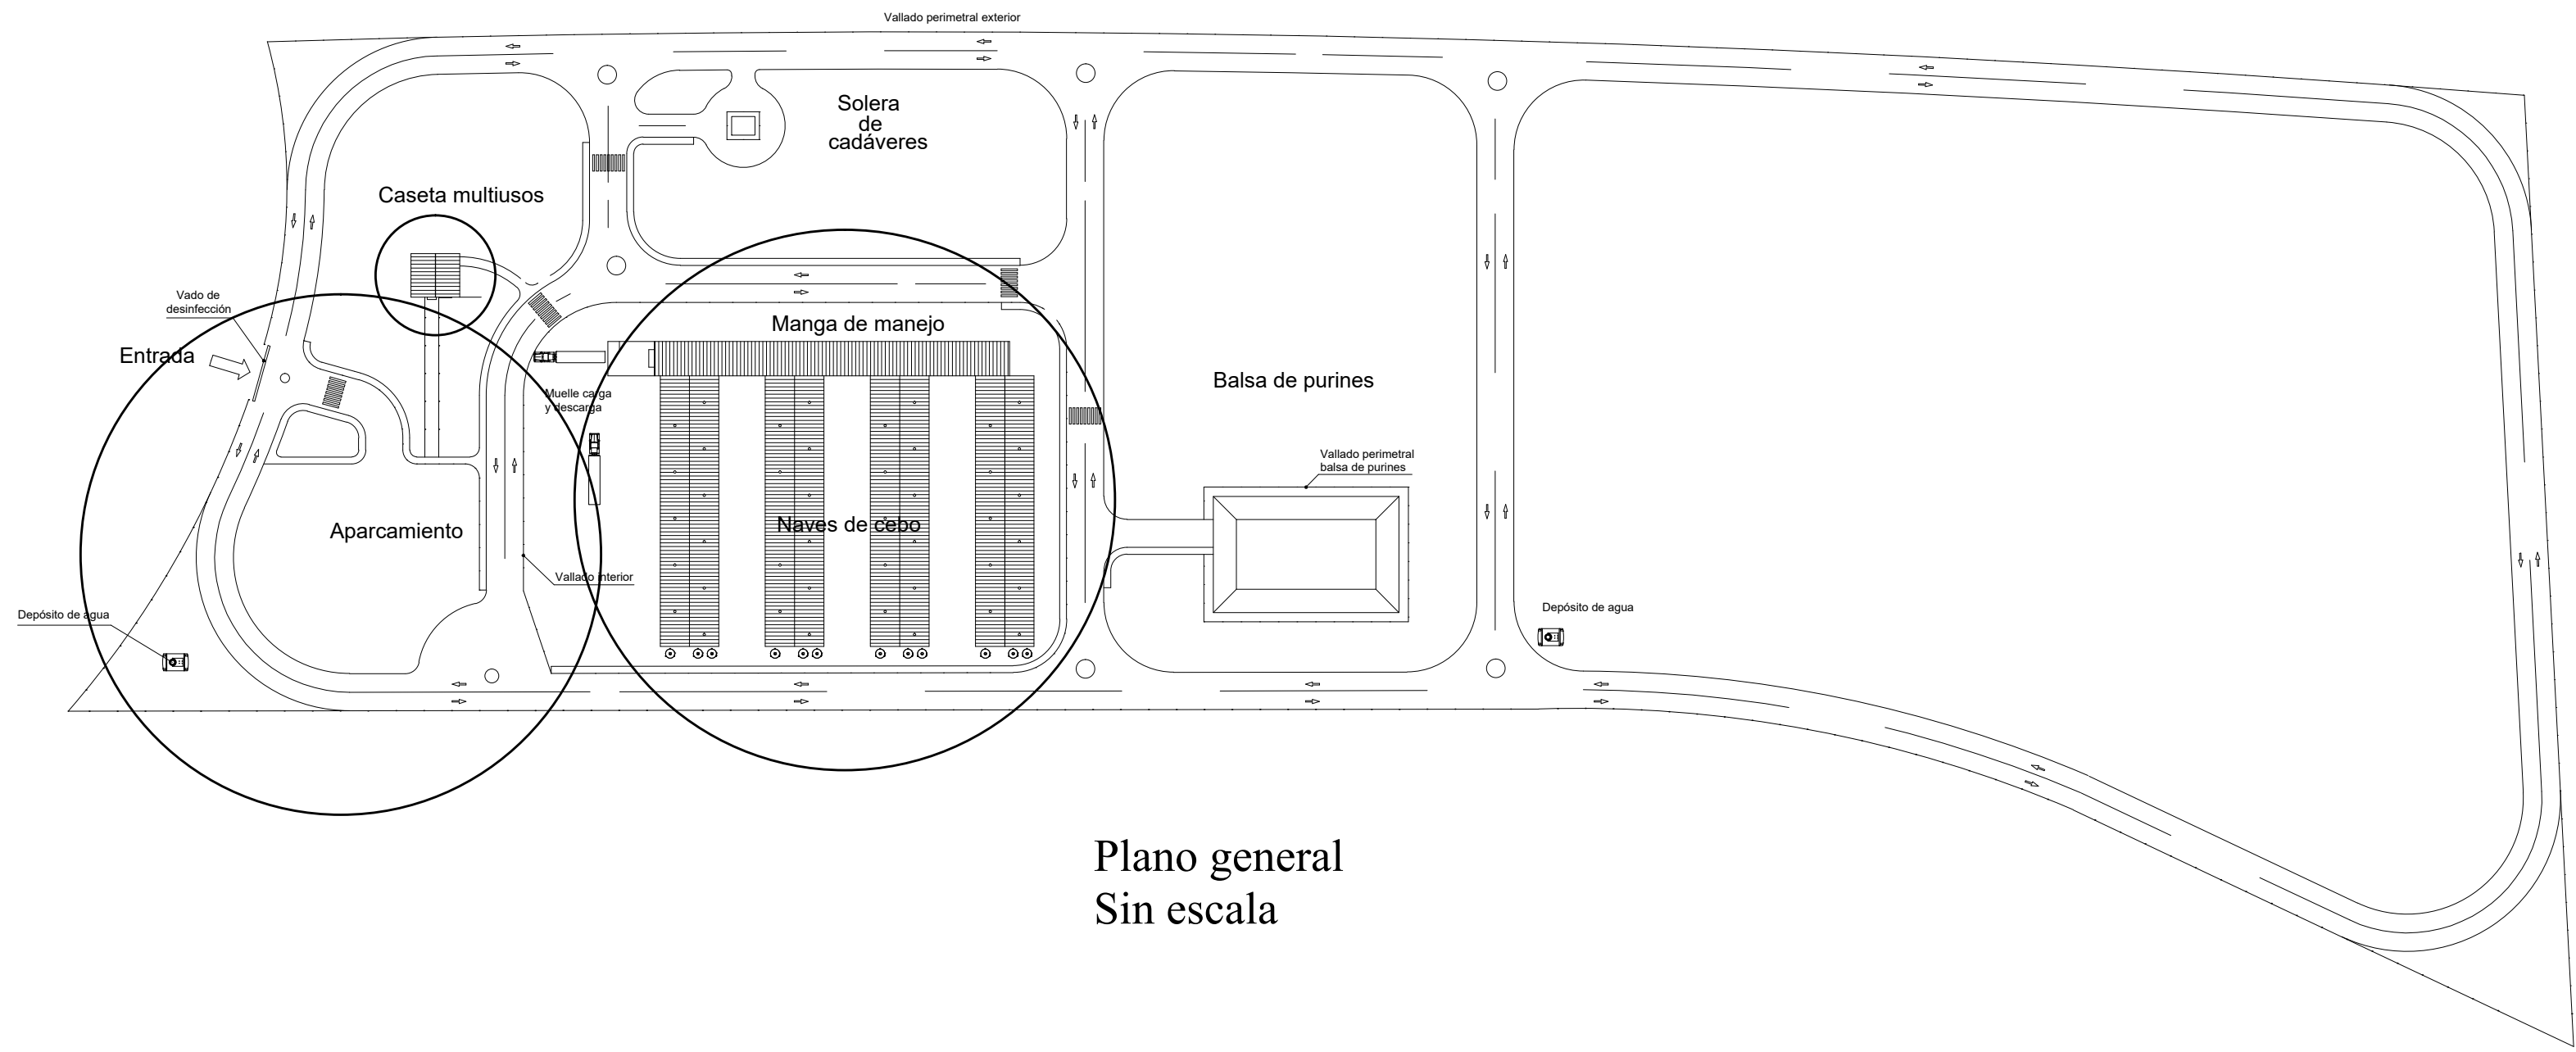 Vallado perimetral exterior
Solera
de
cadáveres
Caseta multiusos
Vado de
desinfección
Entrada
Manga de manejo
Muelle carga
y descarga
Balsa de purines
Vallado perimetral
balsa de purines
Naves de cebo
Aparcamiento
Vallado interior
Depósito de agua
Depósito de agua
Plano general
Sin escala